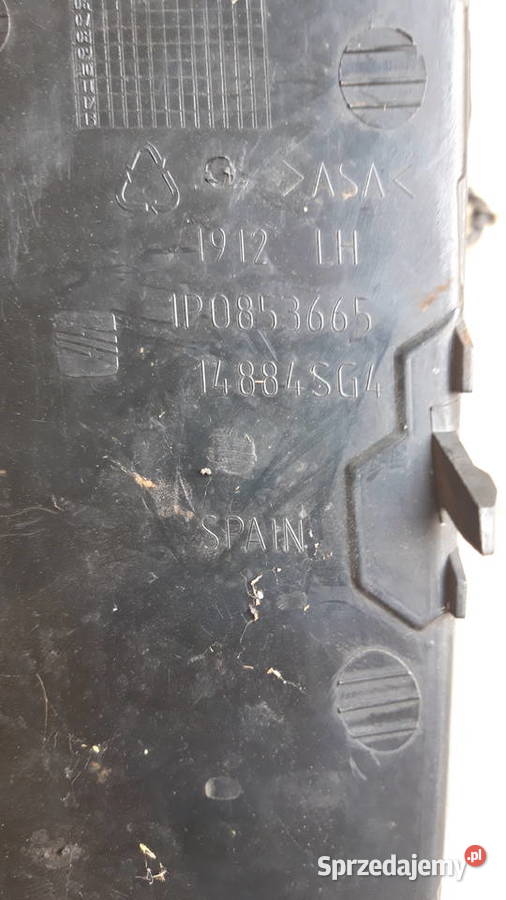 >ASA<
1912 LH
1P0853665
14884SG4
SPAIN
Sprzedajemy.pl